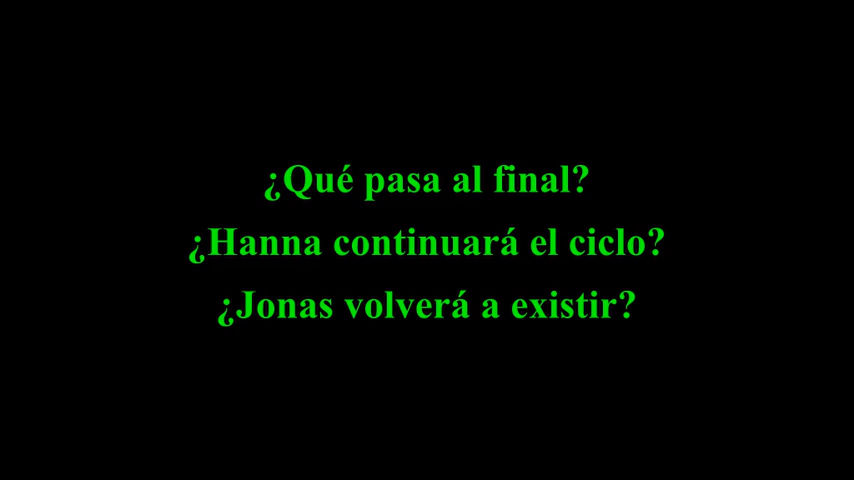 ¿Qué pasa al final?
¿Hanna continuará el ciclo?
¿Jonas volverá a existir?